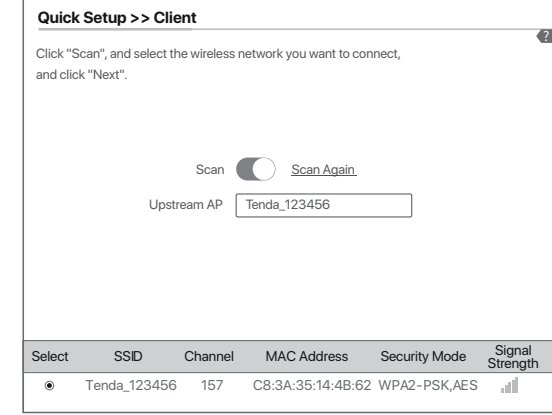 Quick Setup >> Client
?
Click "Scan", and select the wireless network you want to connect,
and click "Next".
Scan Scan Again
Upstream AP Tenda_123456
Select SSID Channel MAC Address Security Mode Signal Strength
Tenda_123456 157 C8:3A:35:14:4B:62 WPA2-PSK,AES